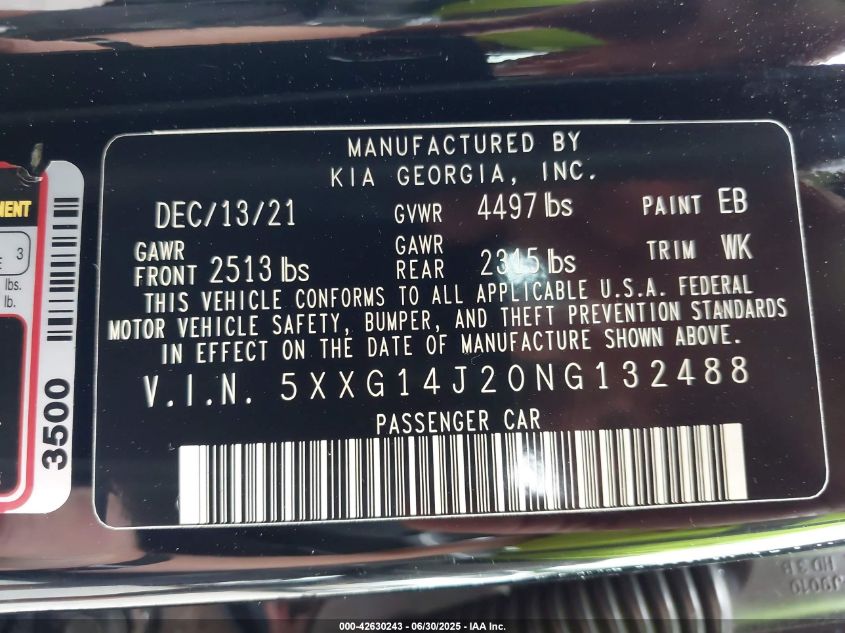 MANUFACTURED BY
KIA GEORGIA, INC.
DEC/13/21 GVWR 4497 lbs PAINT EB
GAWR FRONT 2513 lbs GAWR REAR 2315 lbs TRIM WK
THIS VEHICLE CONFORMS TO ALL APPLICABLE U.S.A. FEDERAL
MOTOR VEHICLE SAFETY, BUMPER, AND THEFT PREVENTION STANDARDS
IN EFFECT ON THE DATE OF MANUFACTURE SHOWN ABOVE.
V.I.N. 5XXG14J20NG132488
PASSENGER CAR
3
lbs.
lb.
3500
000-42630243 - 06/30/2025 - IAA Inc.